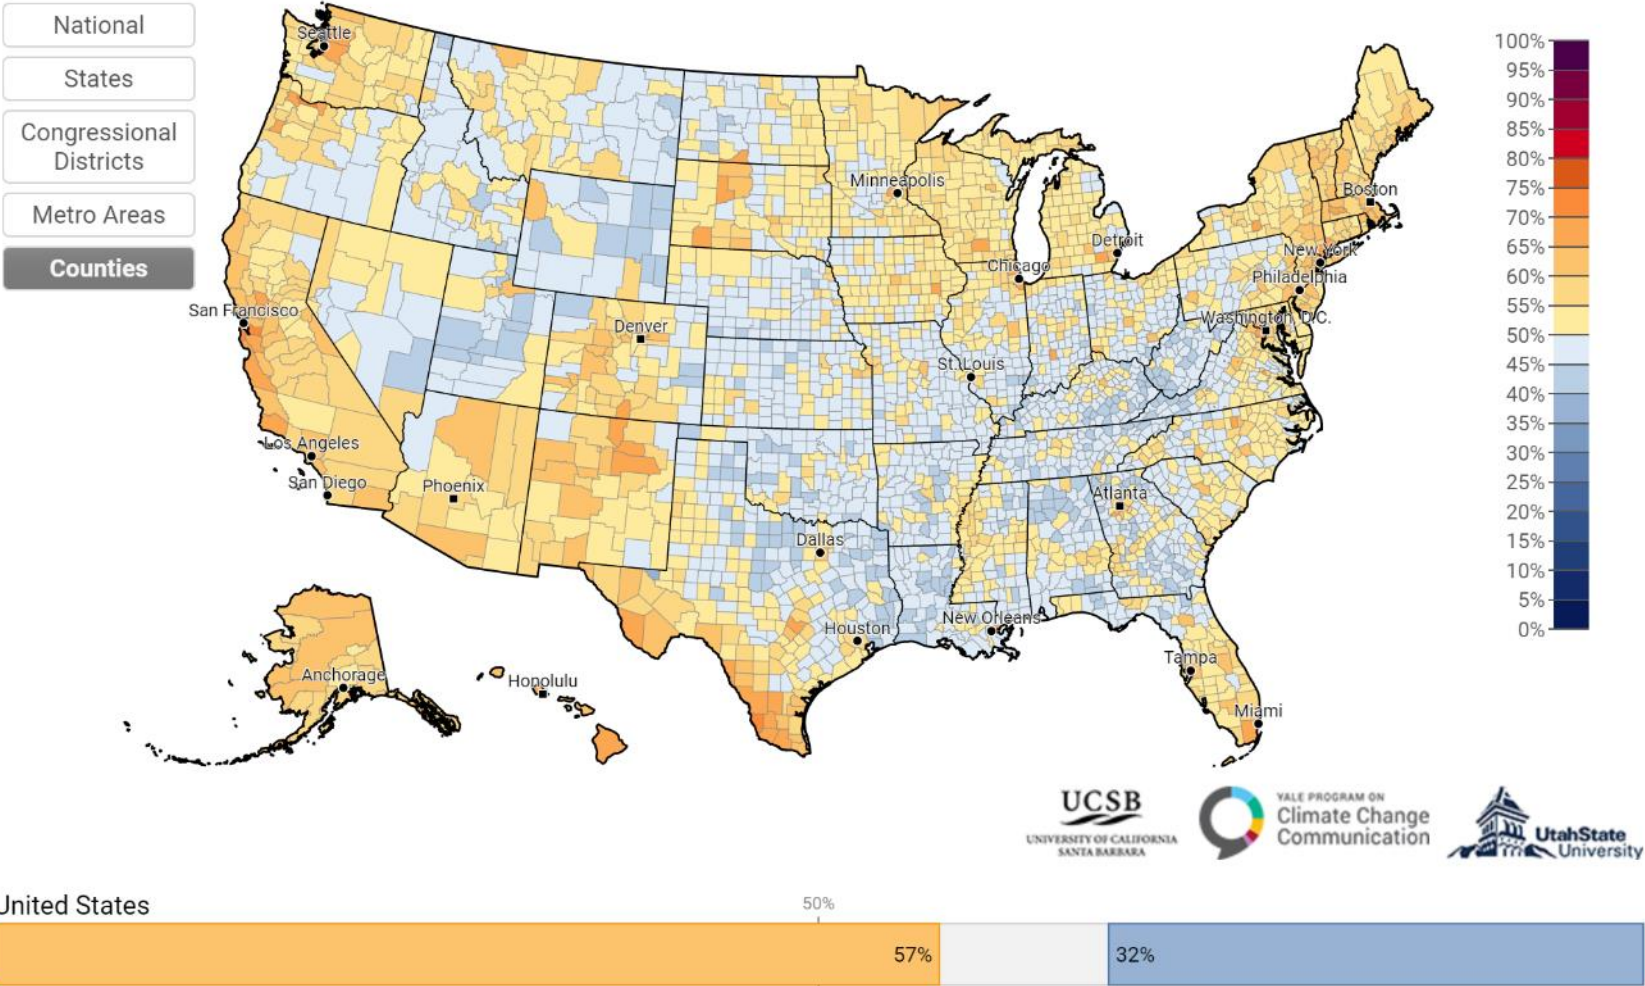 National
States
Congressional
Districts
Metro Areas
Counties
Seattle
Minneapolis
Boston
Detroit
New York
Chicago
Philadelphia
San Francisco
Denver
Washington, D.C.
St. Louis
Los Angeles
San Diego
Phoenix
Atlanta
Dallas
New Orleans
Houston
Tampa
Anchorage
Honolulu
Miami
100%
95%
90%
85%
80%
75%
70%
65%
60%
55%
50%
45%
40%
35%
30%
25%
20%
15%
10%
5%
0%
UCSB
UNIVERSITY OF CALIFORNIA
SANTA BARBARA
YALE PROGRAM ON
Climate Change
Communication
UtahState
University
United States
50%
57%
32%